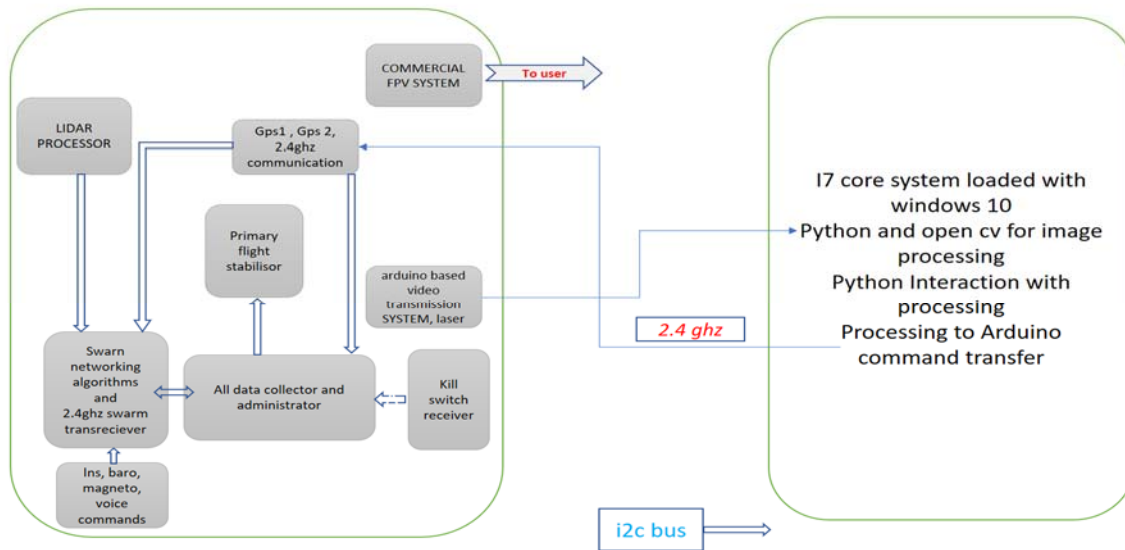 COMMERCIAL
FPV SYSTEM
To user
LIDAR
PROCESSOR
Gps1 , Gps 2,
2.4ghz
communication
Primary
flight
stabilisor
arduino based
video
transmission
SYSTEM, laser
Swarn
networking
algorithms
and
2.4ghz swarm
transreciever
All data collector and
administrator
Kill
switch
receiver
Ins, baro,
magneto,
voice
commands
I7 core system loaded with
windows 10
Python and open cv for image
processing
Python Interaction with
processing
Processing to Arduino
command transfer
2.4 ghz
i2c bus